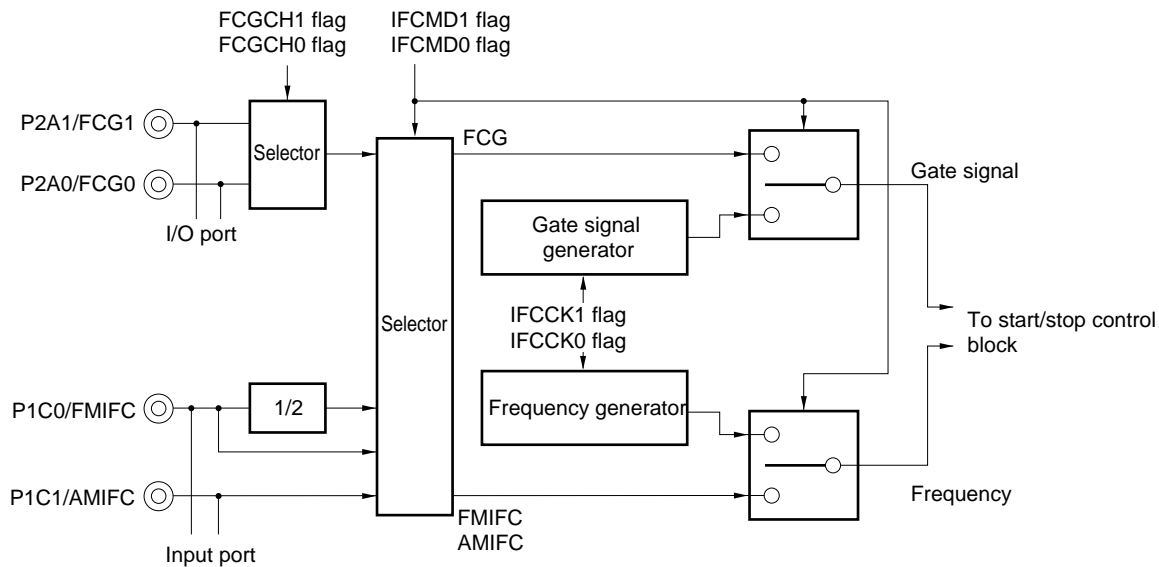 FCGCH1 flag
FCGCH0 flag
IFCMD1 flag
IFCMD0 flag
P2A1/FCG1
P2A0/FCG0
Selector
I/O port
FCG
Gate signal
generator
Gate signal
Selector
IFCCK1 flag
IFCCK0 flag
To start/stop control
block
P1C0/FMIFC
1/2
Frequency generator
P1C1/AMIFC
Input port
FMIFC
AMIFC
Frequency